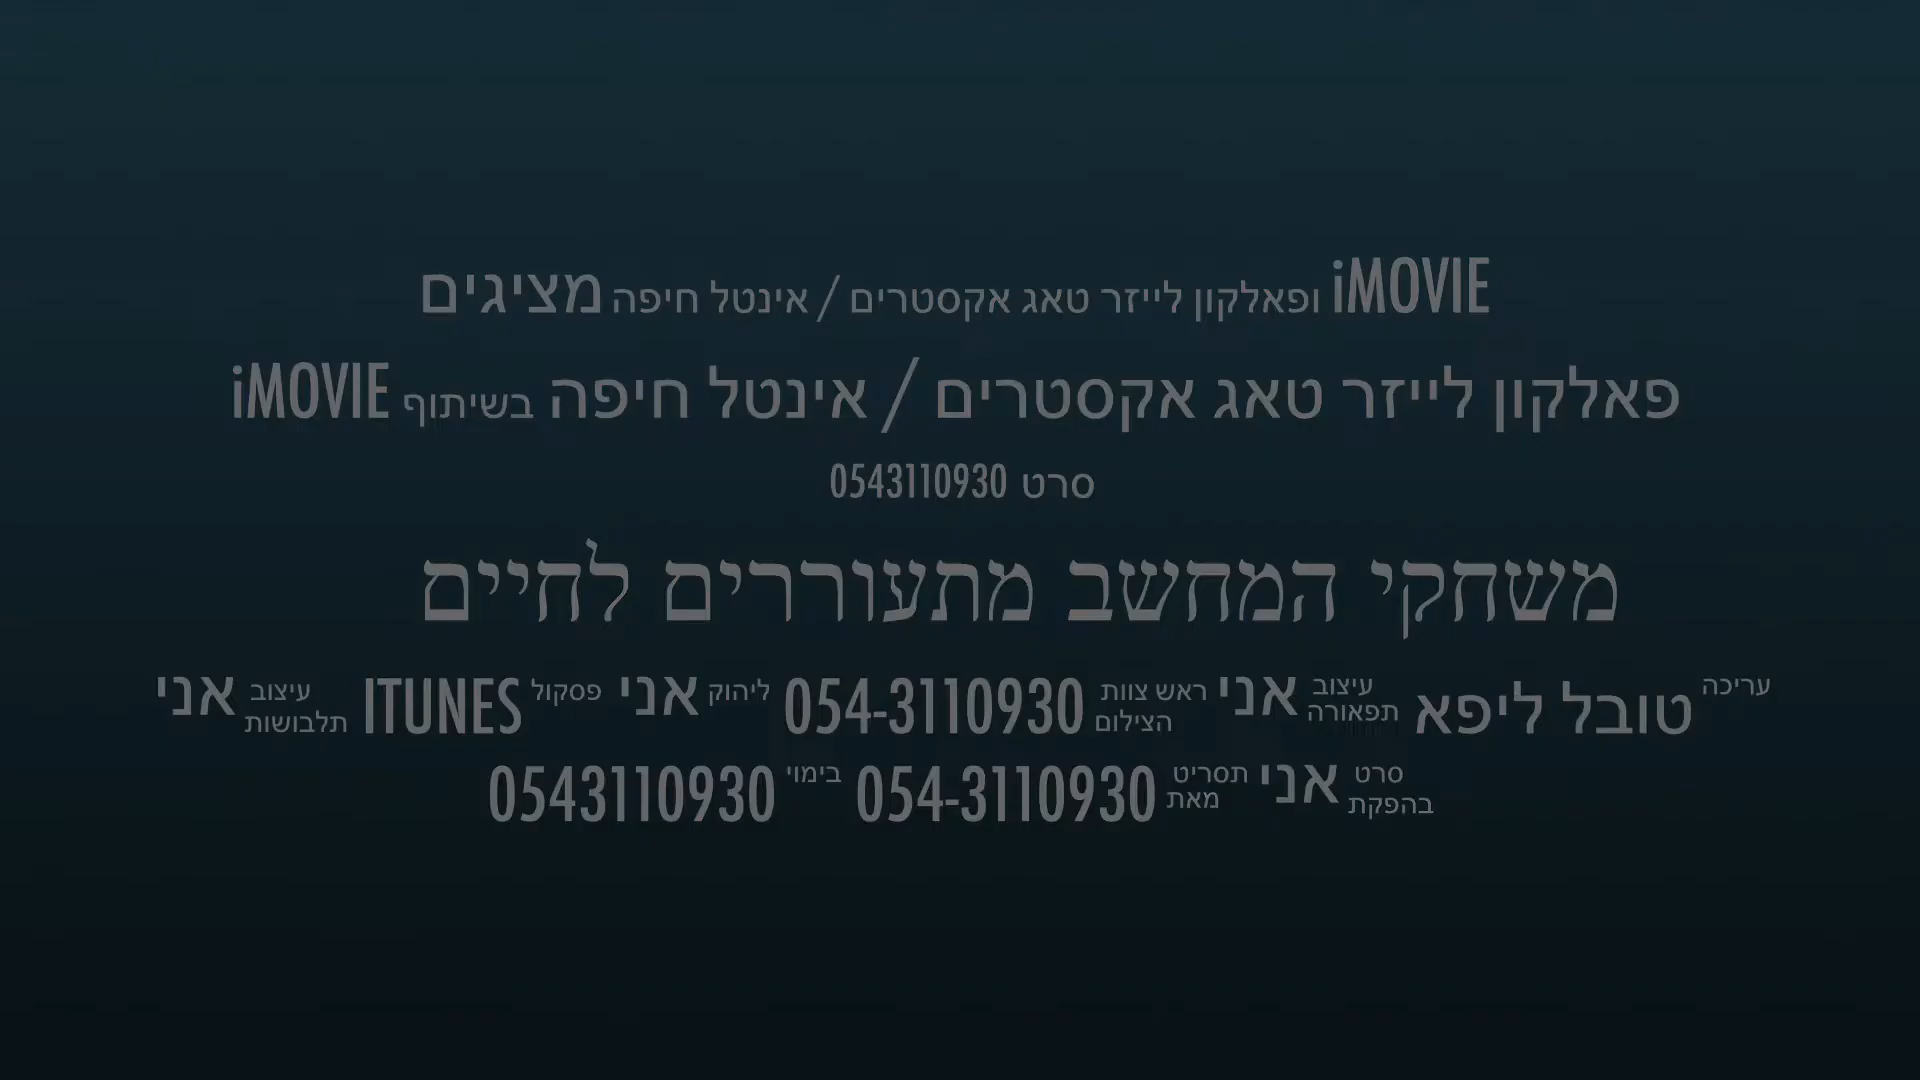 iMOVIE ופאלקון לייזר טאג אקסטרים / אינטל חיפה מציגים
פאלקון לייזר טאג אקסטרים / אינטל חיפה בשיתוף iMOVIE
סרט 0543110930
משחקי המחשב מתעוררים לחיים
עריכה טובל ליפא עיצוב תפאורה אני ראש צוות הצילום 054-3110930 ליהוק אני פסקול ITUNES עיצוב תלבושות אני
סרט בהפקת אני תסריט מאת 054-3110930 בימוי 0543110930